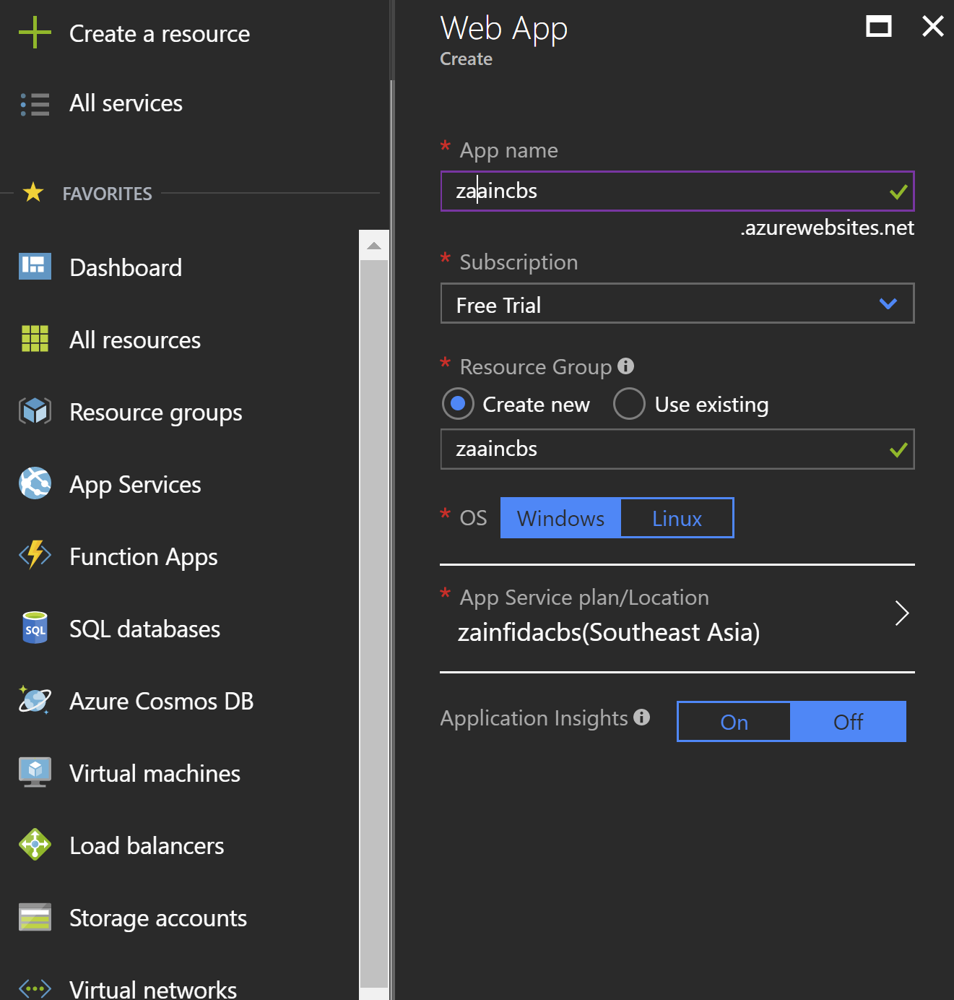 Create a resource
All services
FAVORITES
Dashboard
All resources
Resource groups
App Services
Function Apps
SQL
SQL databases
Azure Cosmos DB
Virtual machines
Load balancers
Storage accounts
Virtual networks
Web App
Create
* App name
zaaincbs
.azurewebsites.net
* Subscription
Free Trial
* Resource Group
Create new Use existing
zaaincbs
* OS Windows Linux
* App Service plan/Location
zainfidacbs(Southeast Asia)
Application Insights On Off